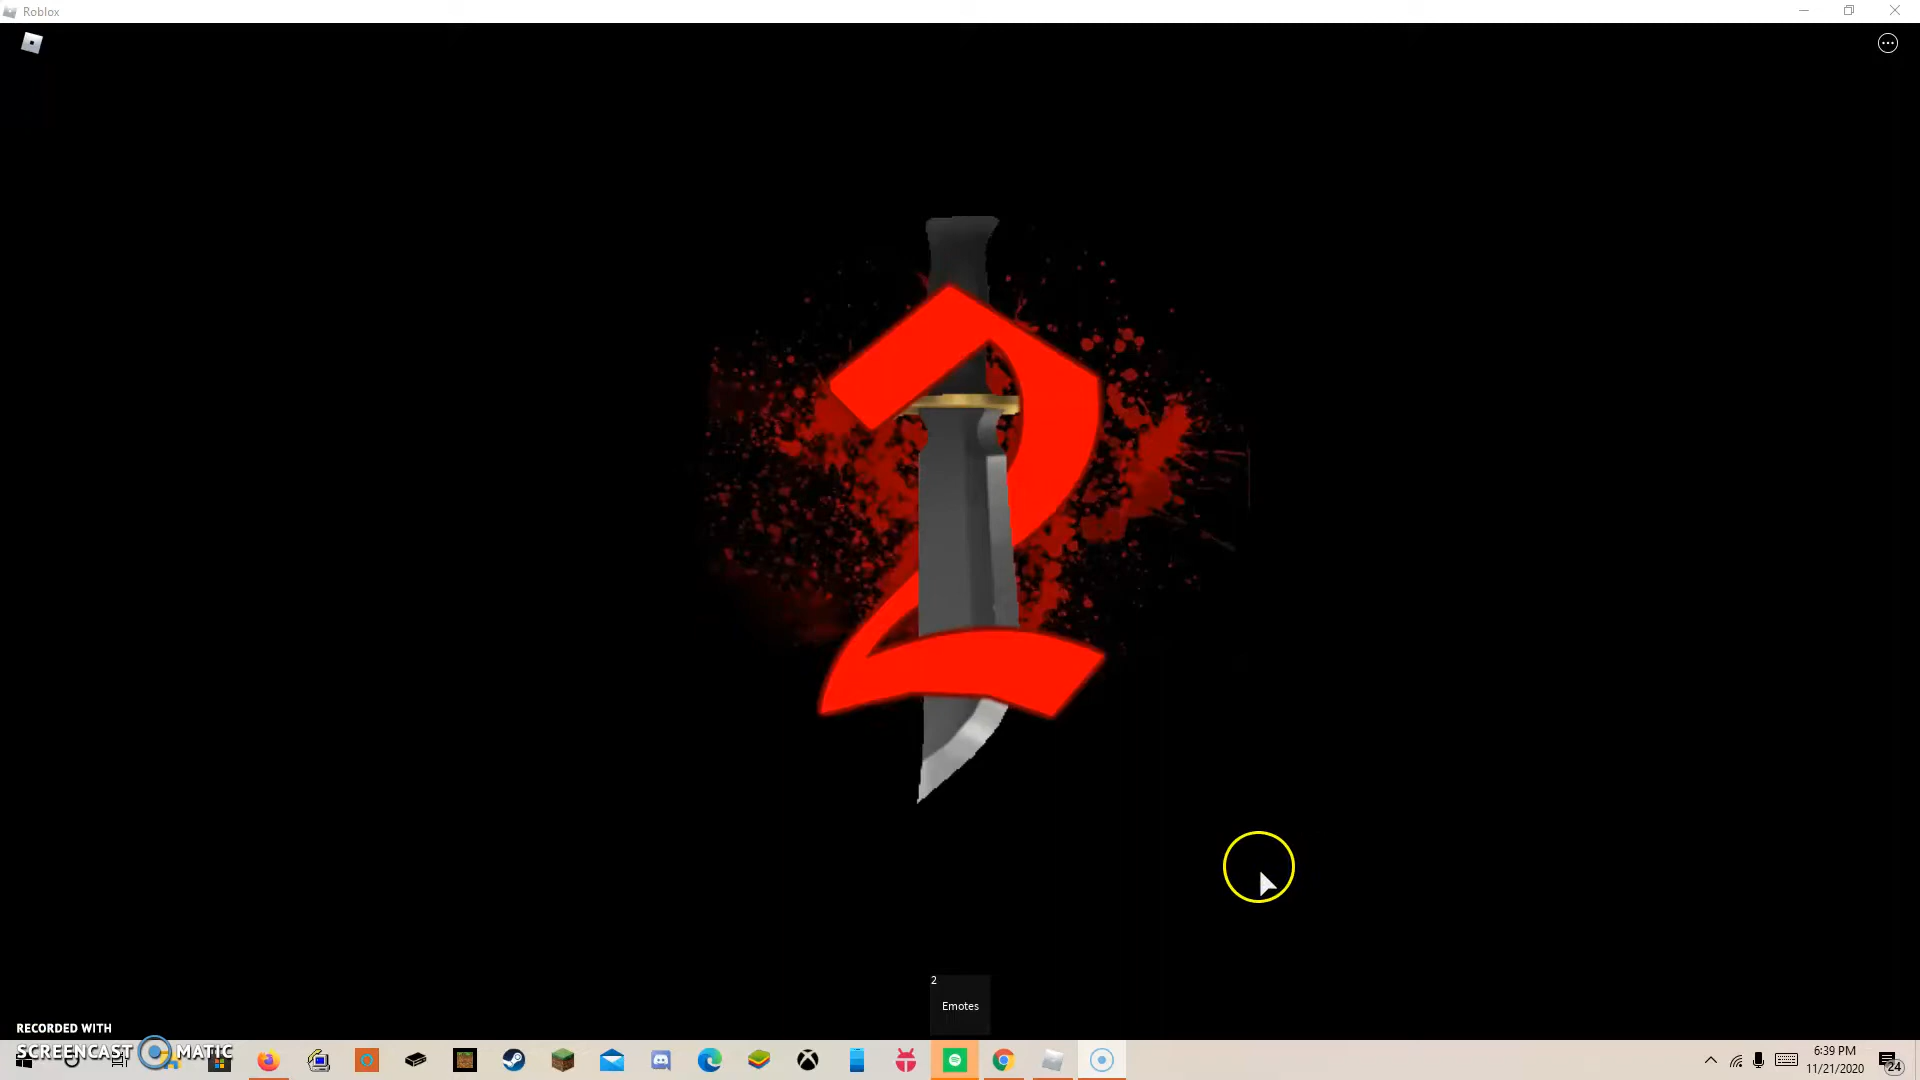 Roblox
2
2
Emotes
RECORDED WITH
SCREENCAST MATIC
6:39 PM
11/21/2020
24